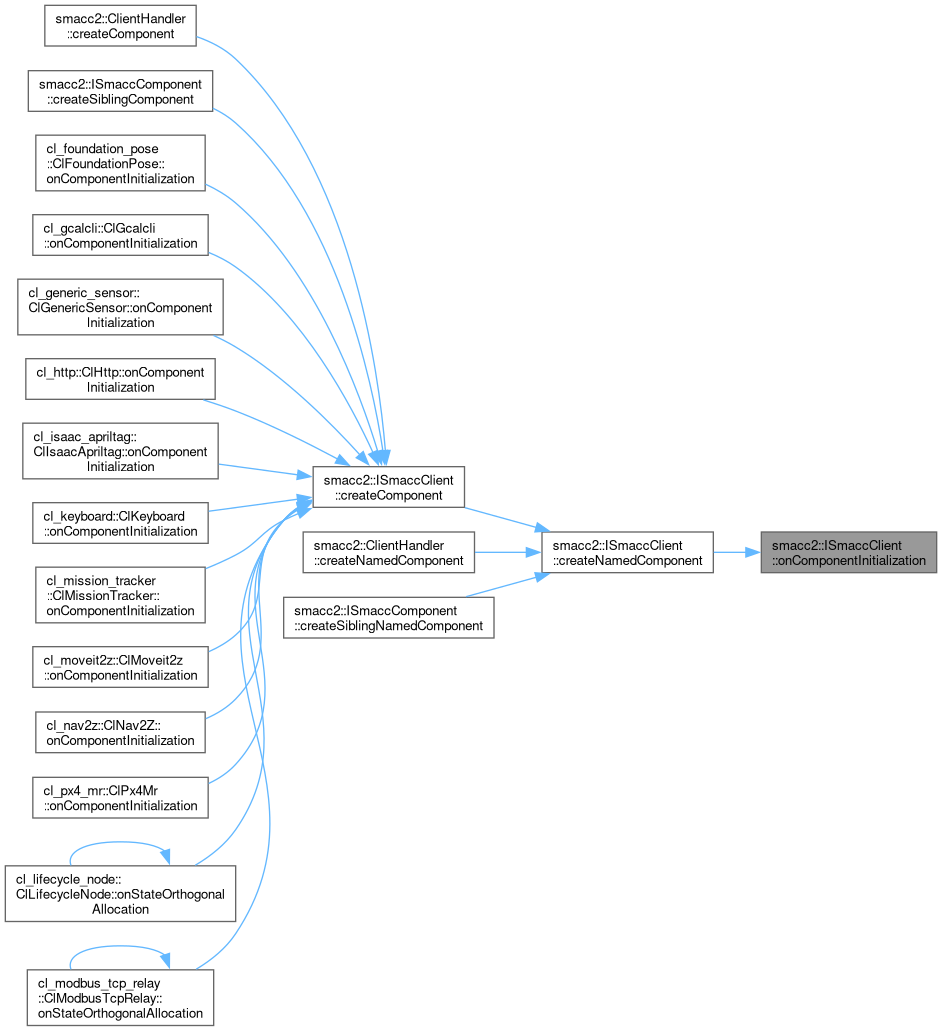 smacc2::ClientHandler
::createComponent
smacc2::ISmaccComponent
::createSiblingComponent
cl_foundation_pose
::ClFoundationPose::
onComponentInitialization
cl_gcalcli::ClGcalcli
::onComponentInitialization
cl_generic_sensor::
ClGenericSensor::onComponent
Initialization
cl_http::ClHttp::onComponent
Initialization
cl_isaac_apriltag::
ClIsaacApriltag::onComponent
Initialization
cl_keyboard::ClKeyboard
::onComponentInitialization
cl_mission_tracker
::ClMissionTracker::
onComponentInitialization
cl_moveit2z::ClMoveit2z
::onComponentInitialization
cl_nav2z::ClNav2Z::
onComponentInitialization
cl_px4_mr::ClPx4Mr
::onComponentInitialization
cl_lifecycle_node::
ClLifecycleNode::onStateOrthogonal
Allocation
cl_modbus_tcp_relay
::ClModbusTcpRelay::
onStateOrthogonalAllocation
smacc2::ISmaccClient
::createComponent
smacc2::ClientHandler
::createNamedComponent
smacc2::ISmaccComponent
::createSiblingNamedComponent
smacc2::ISmaccClient
::createNamedComponent
smacc2::ISmaccClient
::onComponentInitialization